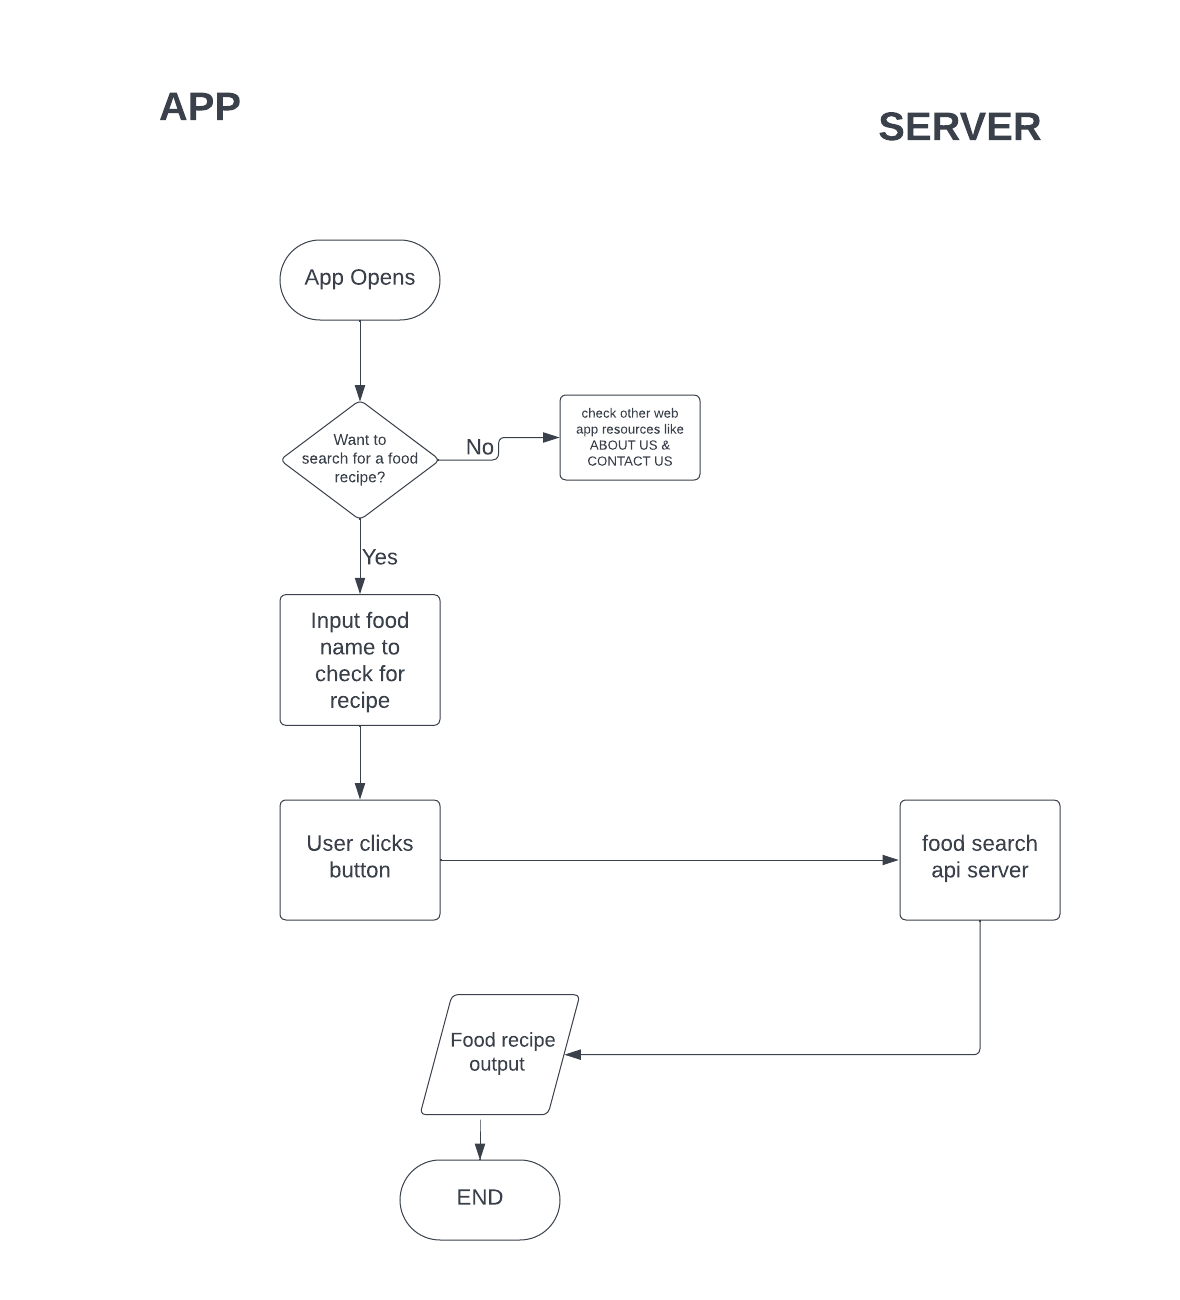 APP
SERVER
App Opens
Want to
search for a food
recipe?
No
check other web
app resources like
ABOUT US &
CONTACT US
Yes
Input food
name to
check for
recipe
User clicks
button
food search
api server
Food recipe
output
END